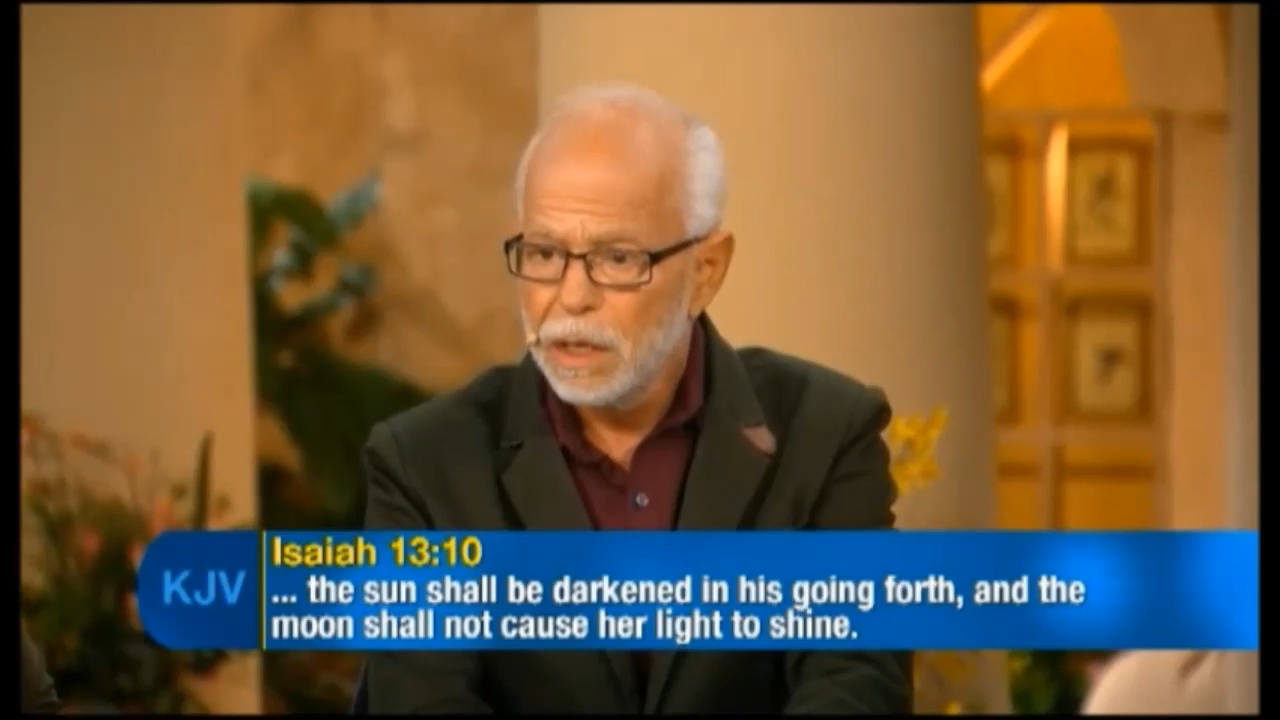 Isaiah 13:10
KJV
... the sun shall be darkened in his going forth, and the
moon shall not cause her light to shine.